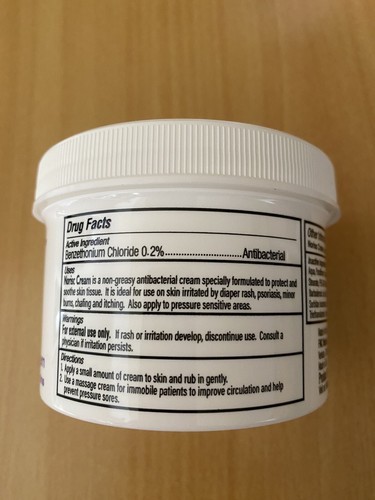 Drug Facts
Active Ingredient
Benzethonium Chloride 0.2%..............................Antibacterial
Uses
Cream is a non-greasy antibacterial cream specially formulated to protect and
soothe skin tissue. It is ideal for use on skin irritated by diaper rash, psoriasis, minor
burns, chafing and itching. Also apply to pressure sensitive areas.
Warnings
For external use only. If rash or irritation develop, discontinue use. Consult a
physician if irritation persists.
Directions
1. Apply a small amount of cream to skin and rub in gently.
2. Use a massage cream for immobile patients to improve circulation and help
prevent pressure sores.
Other